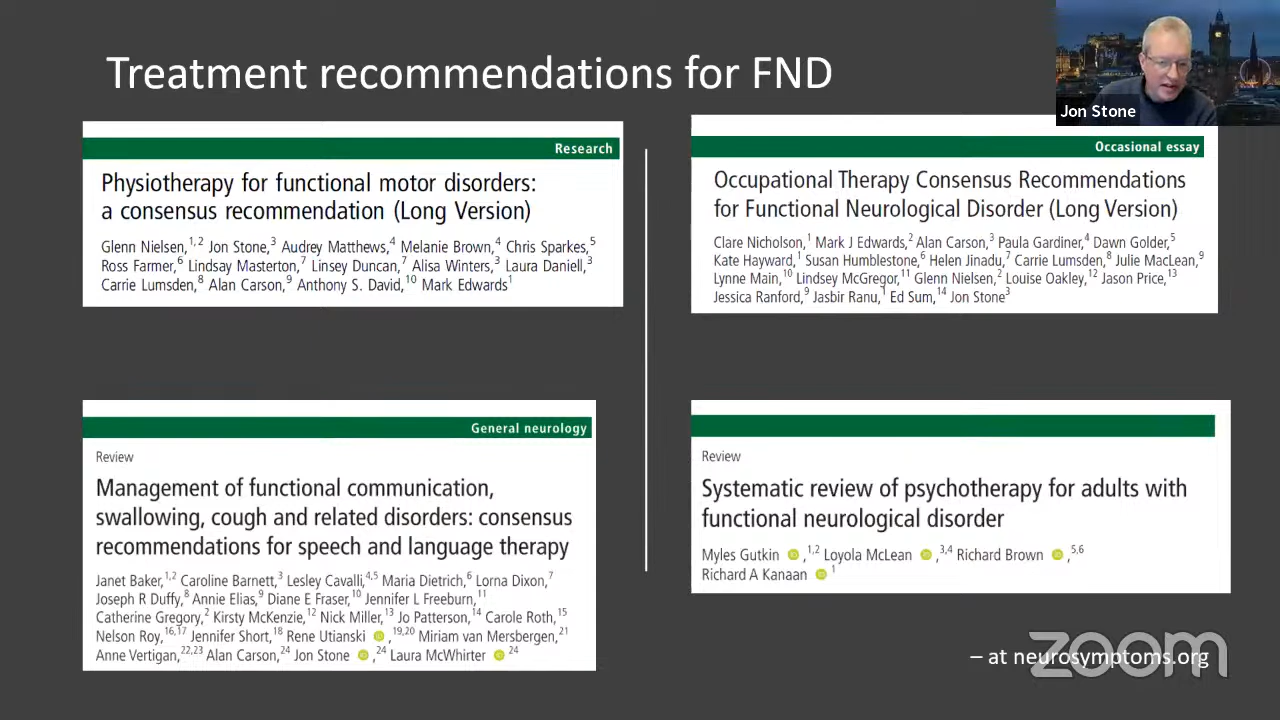 Treatment recommendations for FND
Jon Stone
Research
Physiotherapy for functional motor disorders:
a consensus recommendation (Long Version)
Glenn Nielsen,1,2 Jon Stone,3 Audrey Matthews,4 Melanie Brown,4 Chris Sparkes,5
Ross Farmer,6 Lindsay Masterton,7 Linsey Duncan,7 Alisa Winters,3 Laura Daniell,3
Carrie Lumsden,8 Alan Carson,9 Anthony S. David,10 Mark Edwards1
Occasional essay
Occupational Therapy Consensus Recommendations
for Functional Neurological Disorder (Long Version)
Clare Nicholson,1 Mark J Edwards,2 Alan Carson,3 Paula Gardiner,4 Dawn Golder,5
Kate Hayward,1 Susan Humblestone,6 Helen Jinadu,7 Carrie Lumsden,8 Julie MacLean,9
Lynne Main,10 Lindsey McGregor,11 Glenn Nielsen,2 Louise Oakley,12 Jason Price,13
Jessica Ranford,9 Jasbir Ranu,1 Ed Sum,14 Jon Stone3
General neurology
Review
Management of functional communication,
swallowing, cough and related disorders: consensus
recommendations for speech and language therapy
Janet Baker,1,2 Caroline Barnett,3 Lesley Cavalli,4,5 Maria Dietrich,6 Lorna Dixon,7
Joseph R Duffy,8 Annie Elias,9 Diane E Fraser,10 Jennifer L Freeburn,11
Catherine Gregory,2 Kirsty McKenzie,12 Nick Miller,13 Jo Patterson,14 Carole Roth,15
Nelson Roy,16,17 Jennifer Short,18 Rene Utianski ,19,20 Miriam van Mersbergen,21
Anne Vertigan,22,23 Alan Carson,24 Jon Stone ,24 Laura McWhirter 24
Review
Systematic review of psychotherapy for adults with
functional neurological disorder
Myles Gutkin ,1,2 Loyola McLean ,3,4 Richard Brown ,5,6
Richard A Kanaan 1
– at neurosymptoms.org
zoom